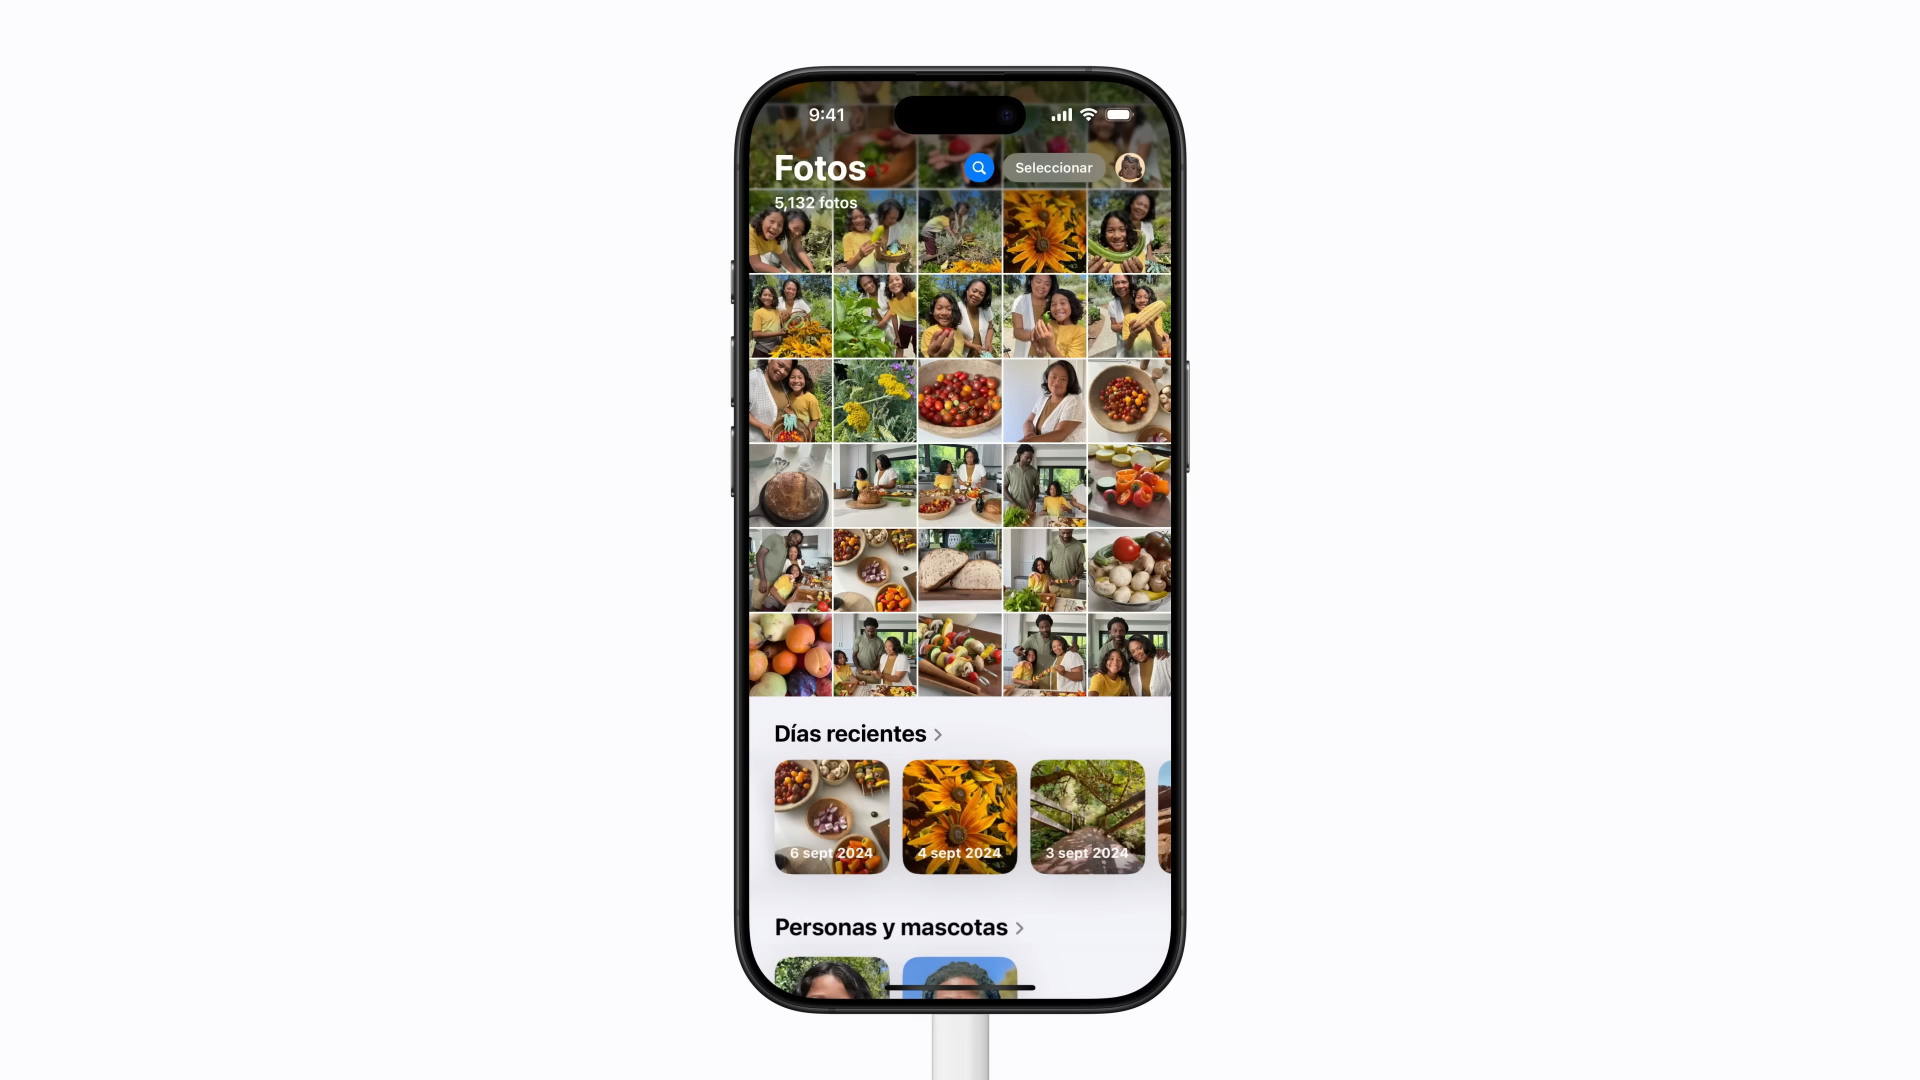 9:41
Fotos
Seleccionar
5,132 fotos
Días recientes
6 sept 2024
4 sept 2024
3 sept 2024
Personas y mascotas